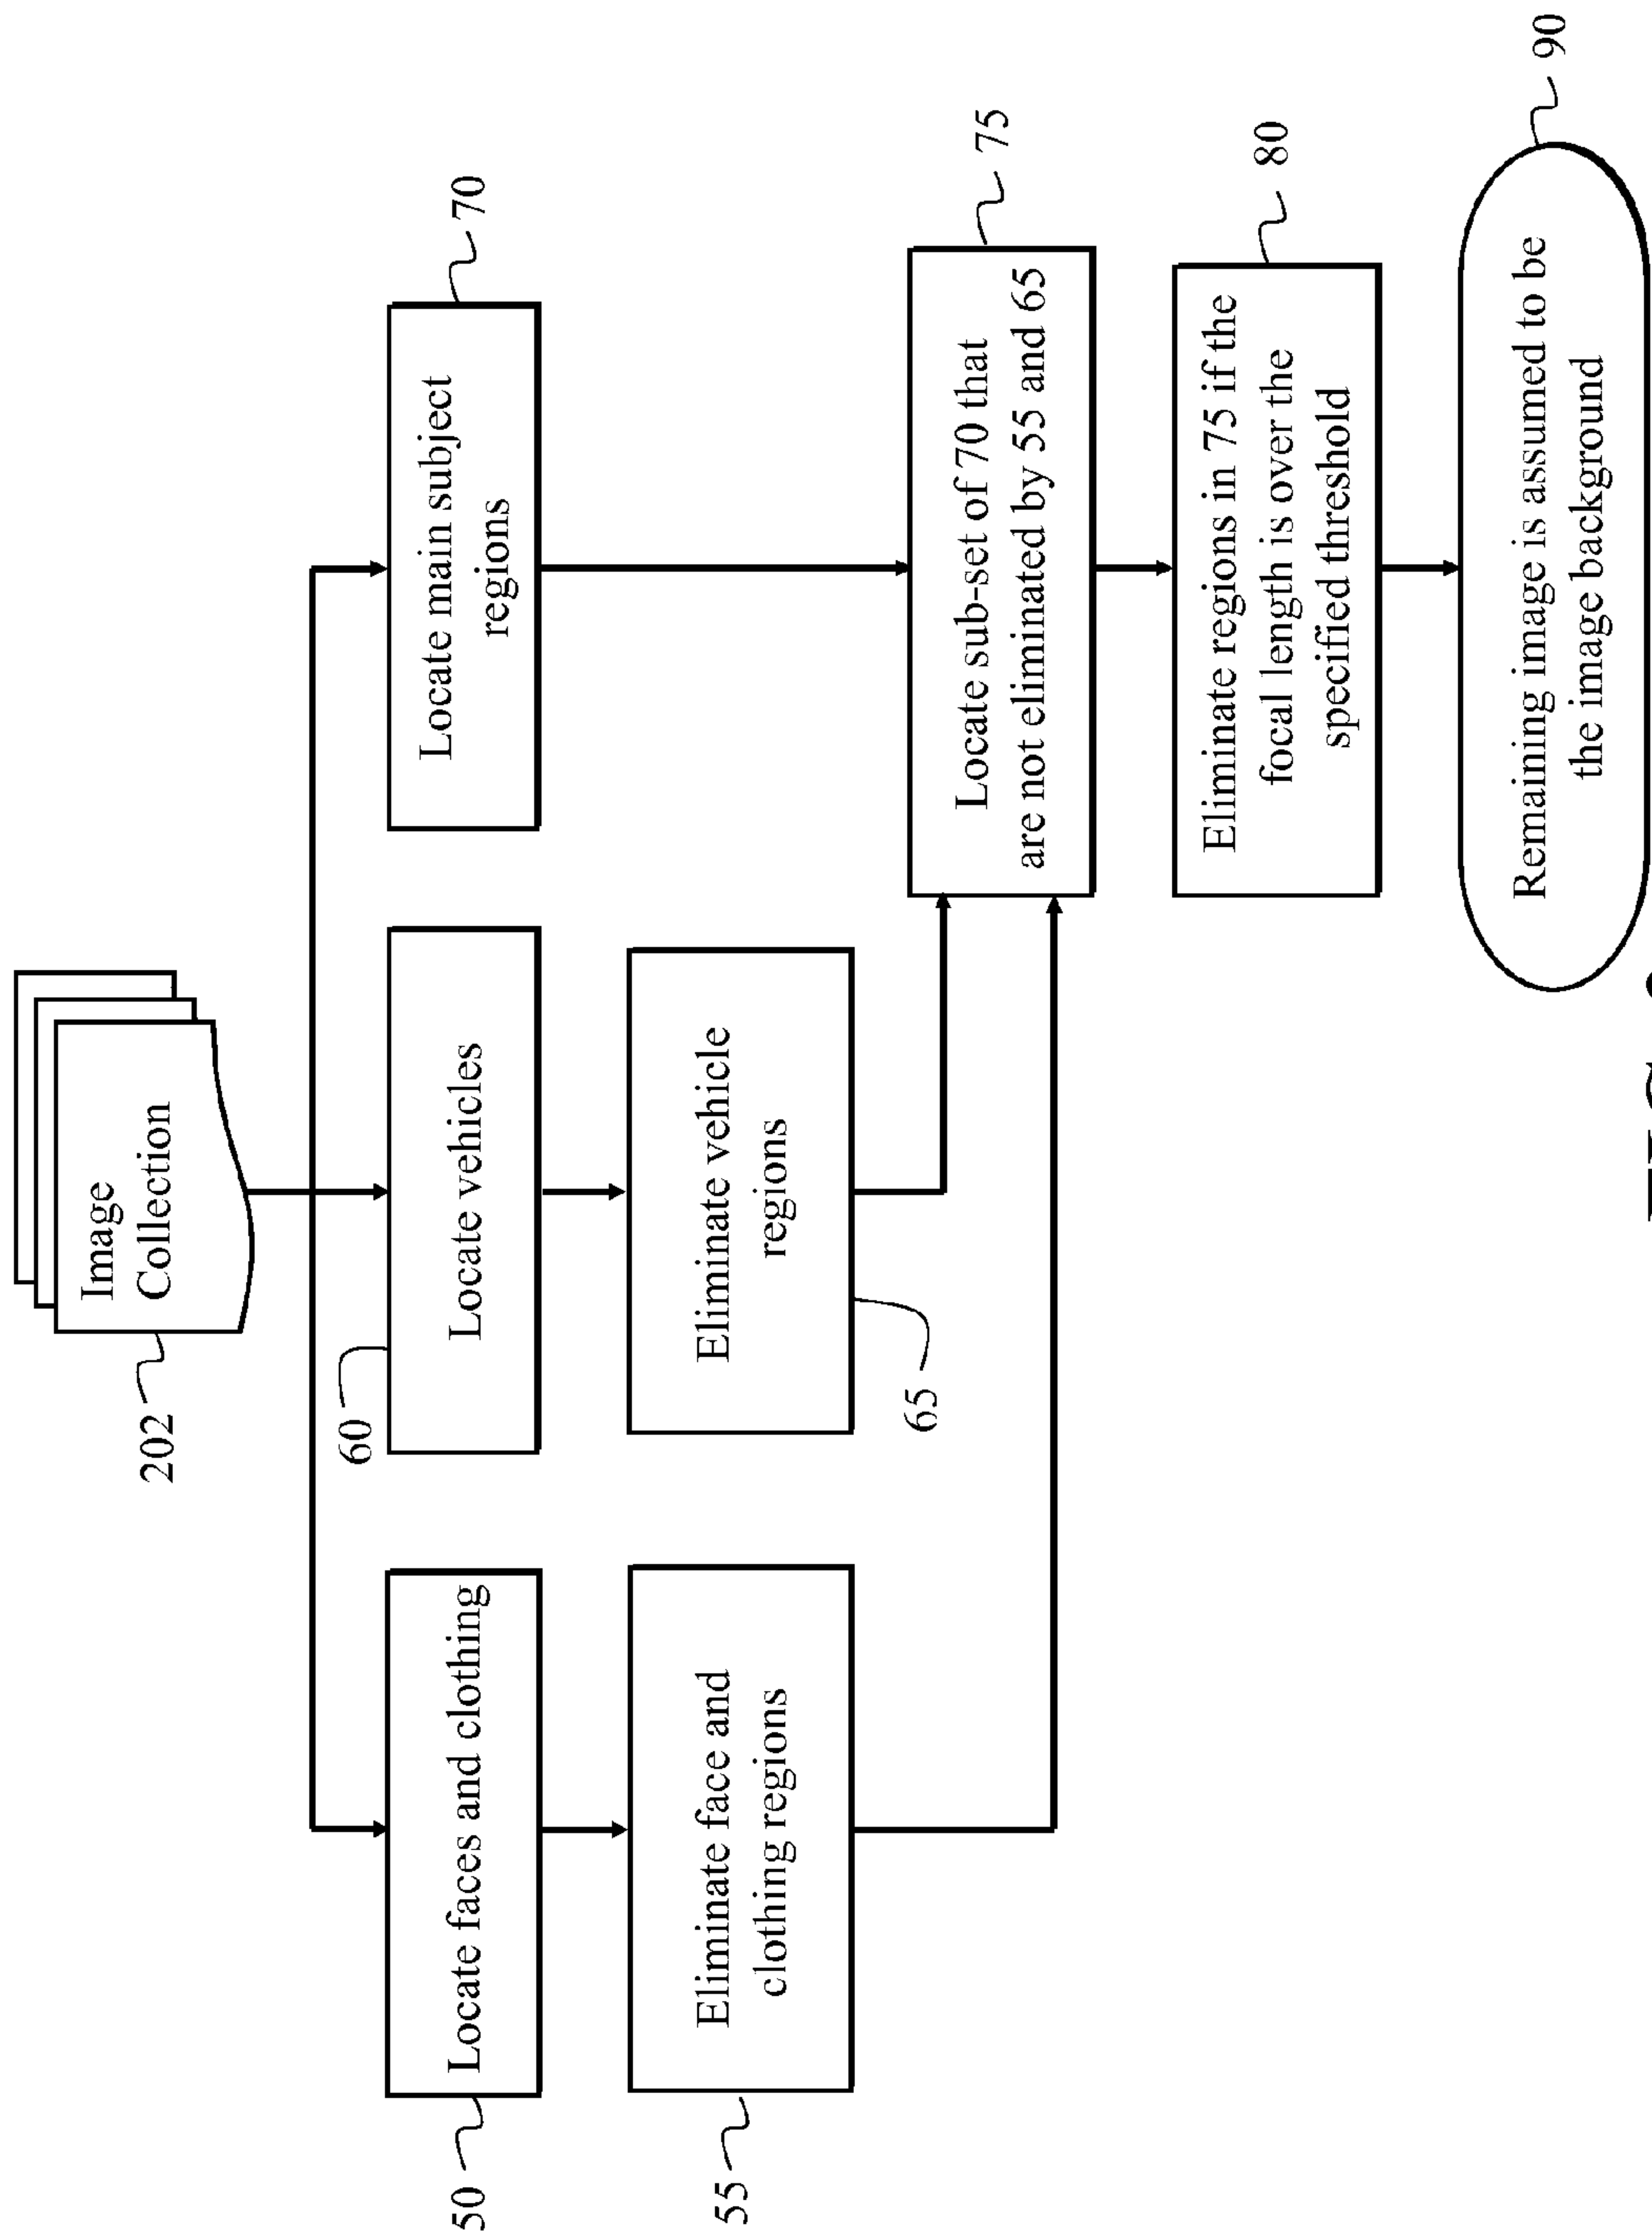 Image
Collection
202
60
Locate faces and clothing
50
Locate vehicles
Locate main subject
regions
70
Eliminate face and
clothing regions
55
Eliminate vehicle
regions
65
Locate sub-set of 70 that
are not eliminated by 55 and 65
75
Eliminate regions in 75 if the
focal length is over the
specified threshold
80
Remaining image is assumed to be
the image background
90